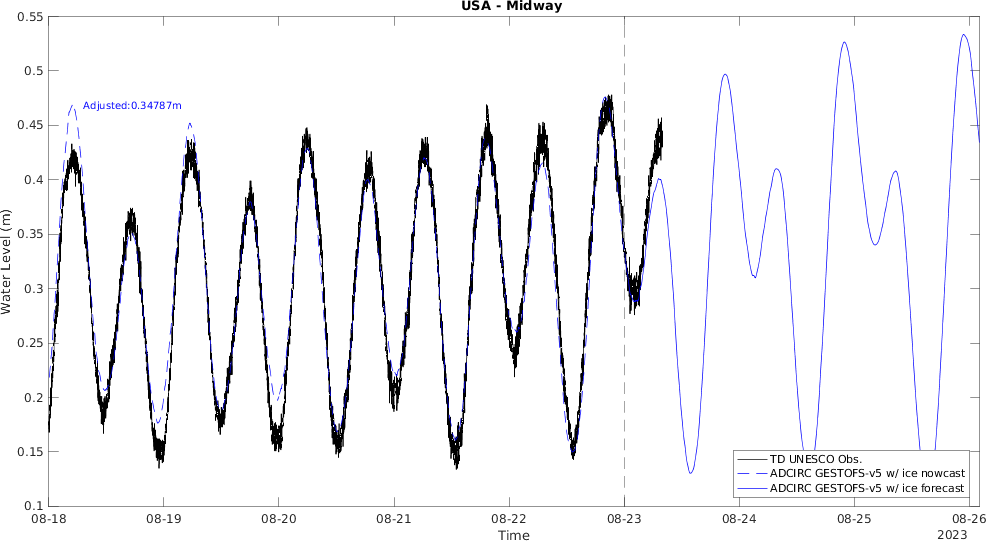 USA - Midway
0.55
0.5
0.45
0.4
0.35
0.3
0.25
0.2
0.15
0.1
Water Level (m)
Adjusted:0.34787m
TD UNESCO Obs.
ADCIRC GESTOFS-v5 w/ ice nowcast
ADCIRC GESTOFS-v5 w/ ice forecast
08-18 08-19 08-20 08-21 08-22 08-23 08-24 08-25 08-26
Time
2023